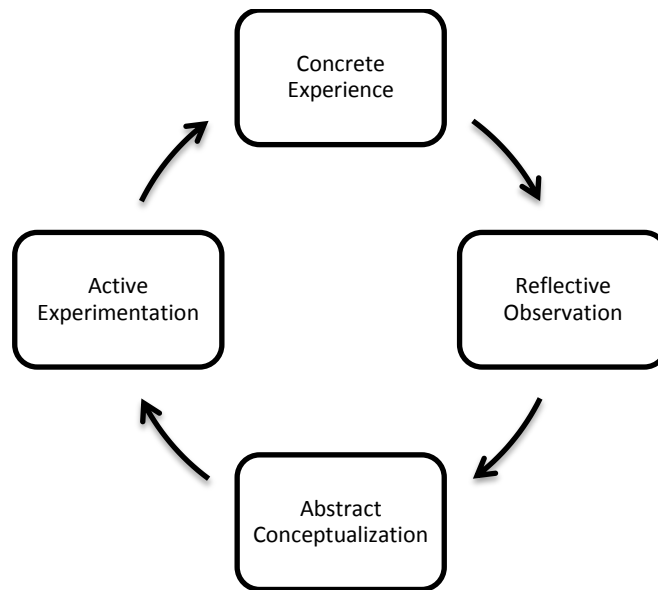 Concrete
Experience
Reflective
Observation
Abstract
Conceptualization
Active
Experimentation